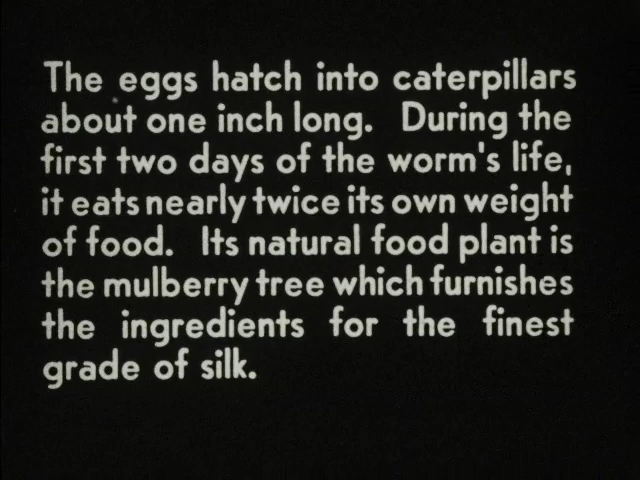 The eggs hatch into caterpillars
about one inch long. During the
first two days of the worm's life,
it eats nearly twice its own weight
of food. Its natural food plant is
the mulberry tree which furnishes
the ingredients for the finest
grade of silk.